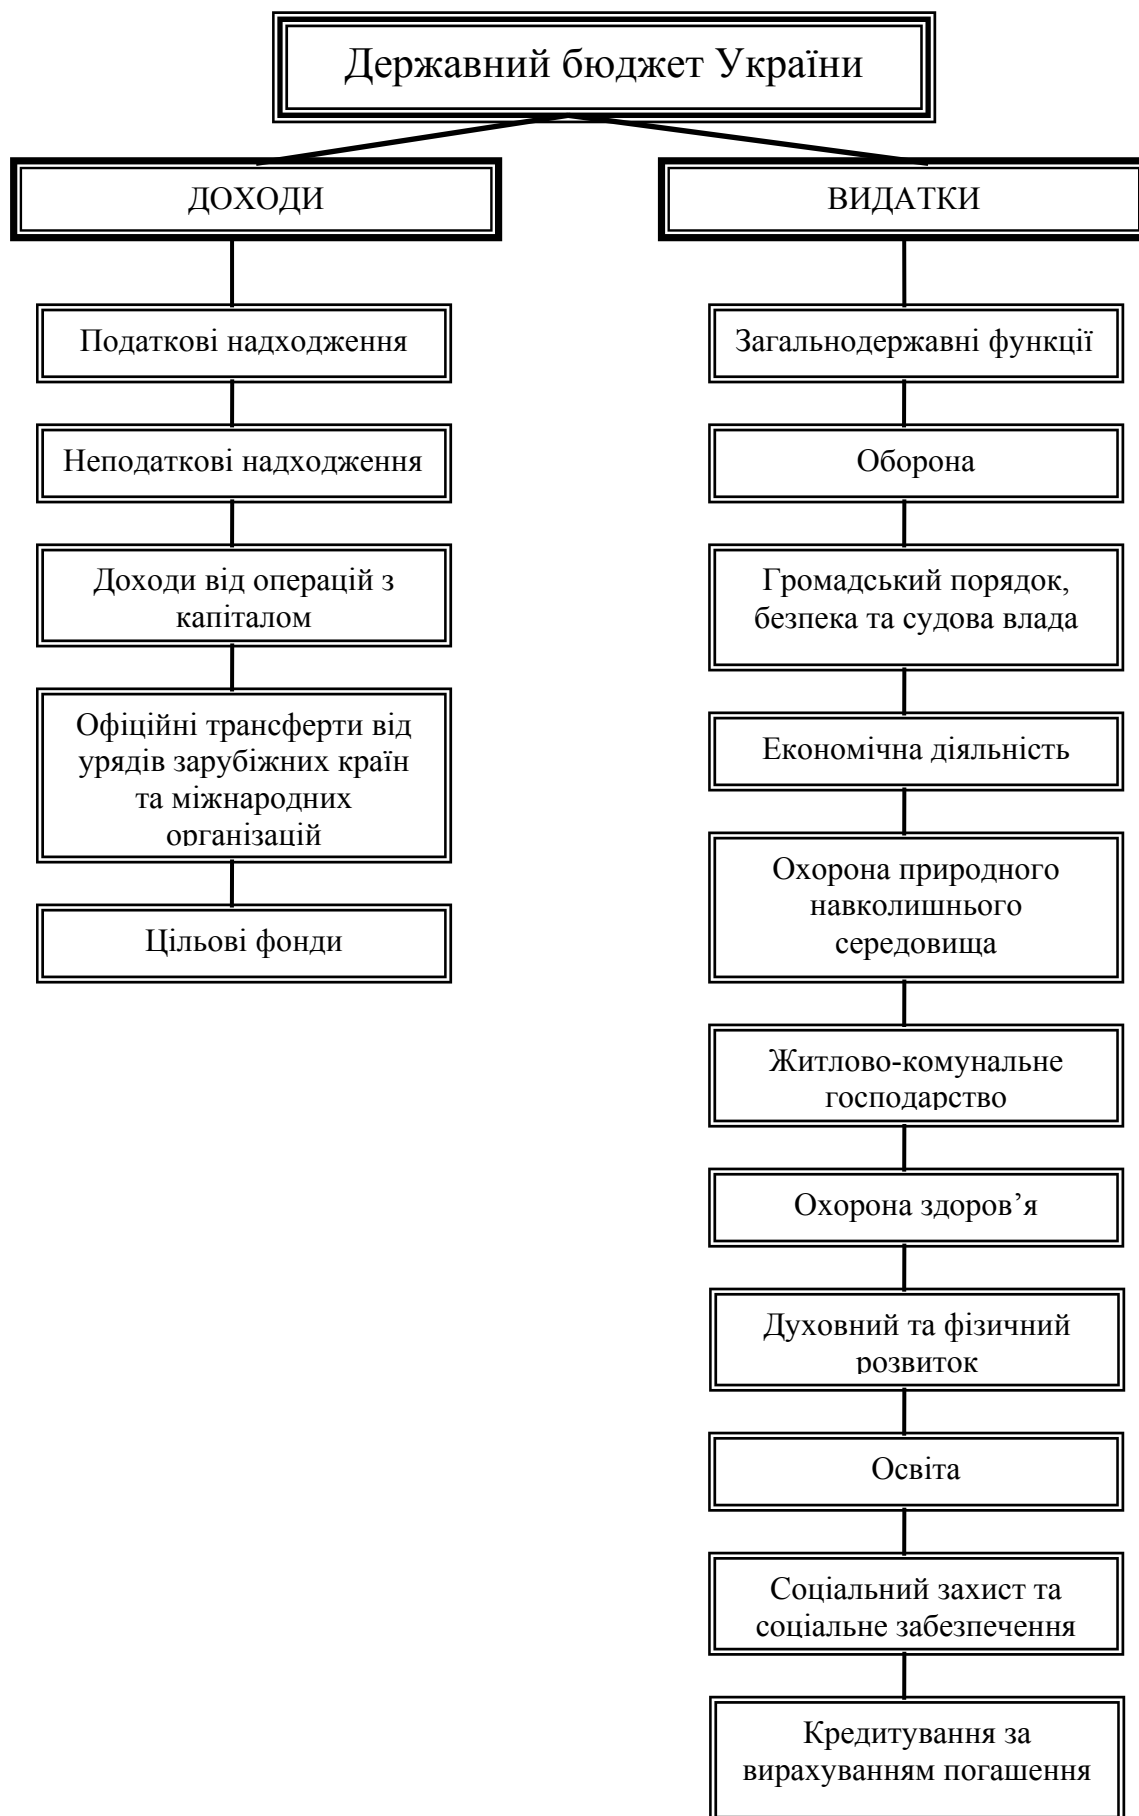 Державний бюджет України
ДОХОДИ
Податкові надходження
Неподаткові надходження
Доходи від операцій з
капіталом
Офіційні трансферти від
урядів зарубіжних країн
та міжнародних
організацій
Цільові фонди
ВИДАТКИ
Загальнодержавні функції
Оборона
Громадський порядок,
безпека та судова влада
Економічна діяльність
Охорона природного
навколишнього
середовища
Житлово-комунальне
господарство
Охорона здоров’я
Духовний та фізичний
розвиток
Освіта
Соціальний захист та
соціальне забезпечення
Кредитування за
вирахуванням погашення